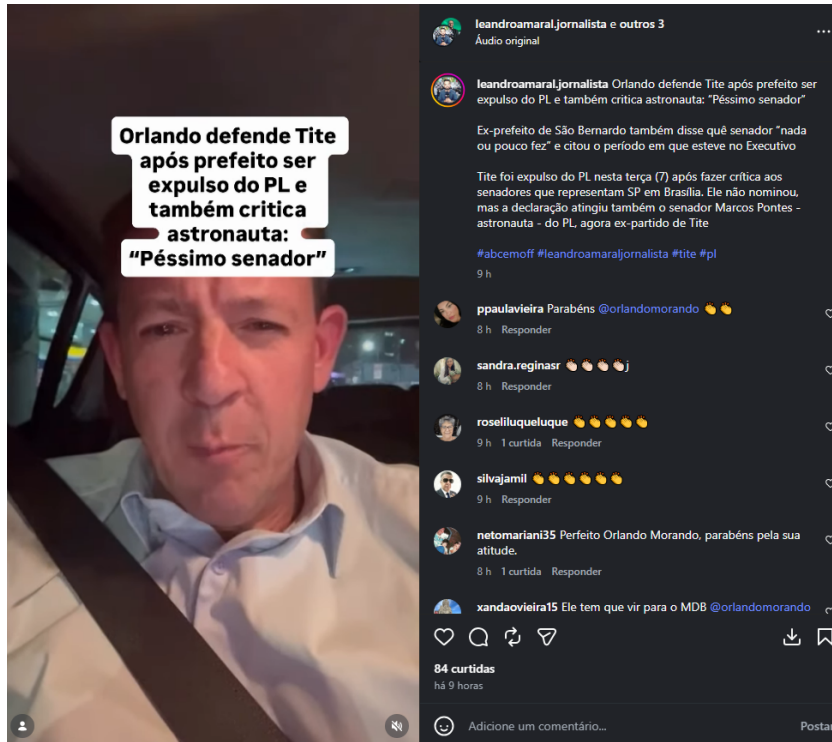 Orlando defende Tite
após prefeito ser
expulso do PL e
também critica
astronauta:
“Péssimo senador”
leandroamaral.jornalista e outros 3
Áudio original
leandroamaral.jornalista Orlando defende Tite após prefeito ser
expulso do PL e também critica astronauta: “Péssimo senador”
Ex-prefeito de São Bernardo também disse quê senador “nada
ou pouco fez” e citou o período em que esteve no Executivo
Tite foi expulso do PL nesta terça (7) após fazer crítica aos
senadores que representam SP em Brasília. Ele não nominou,
mas a declaração atingiu também o senador Marcos Pontes -
astronauta - do PL, agora ex-partido de Tite
#abcemoff #leandroamaraljornalista #tite #pl
9 h
ppaulavieira Parabéns @orlandomorando 👏👏
8 h Responder
sandra.reginasr 👏🏻👏🏻👏🏻👏🏻j
8 h Responder
roseliluqueluque 👏👏👏👏👏
9 h 1 curtida Responder
silvajamil 👏👏👏👏👏👏
9 h Responder
netomariani35 Perfeito Orlando Morando, parabéns pela sua
atitude.
8 h 1 curtida Responder
xandaovieira15 Ele tem que vir para o MDB @orlandomorando
84 curtidas
há 9 horas
Adicione um comentário... Postar